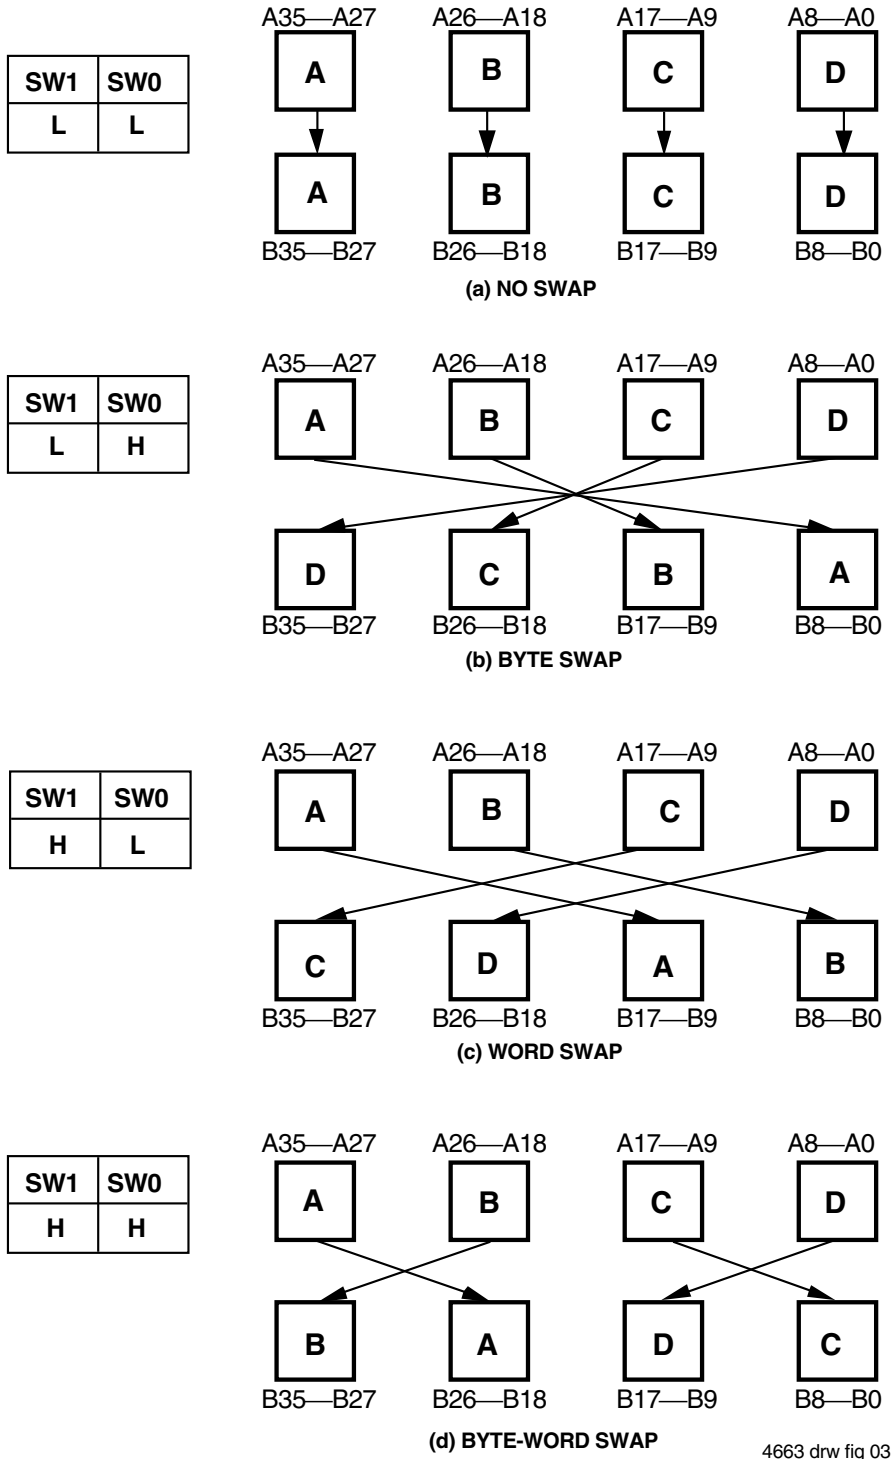 A35—A27 A26—A18 A17—A9 A8—A0
SW1 SW0
L L
A B C D
A B C D
B35—B27 B26—B18 B17—B9 B8—B0
(a) NO SWAP
A35—A27 A26—A18 A17—A9 A8—A0
SW1 SW0
L H
A B C D
D C B A
B35—B27 B26—B18 B17—B9 B8—B0
(b) BYTE SWAP
A35—A27 A26—A18 A17—A9 A8—A0
SW1 SW0
H L
A B C D
C D A B
B35—B27 B26—B18 B17—B9 B8—B0
(c) WORD SWAP
A35—A27 A26—A18 A17—A9 A8—A0
SW1 SW0
H H
A B C D
B A D C
B35—B27 B26—B18 B17—B9 B8—B0
(d) BYTE-WORD SWAP
4663 drw fig 03